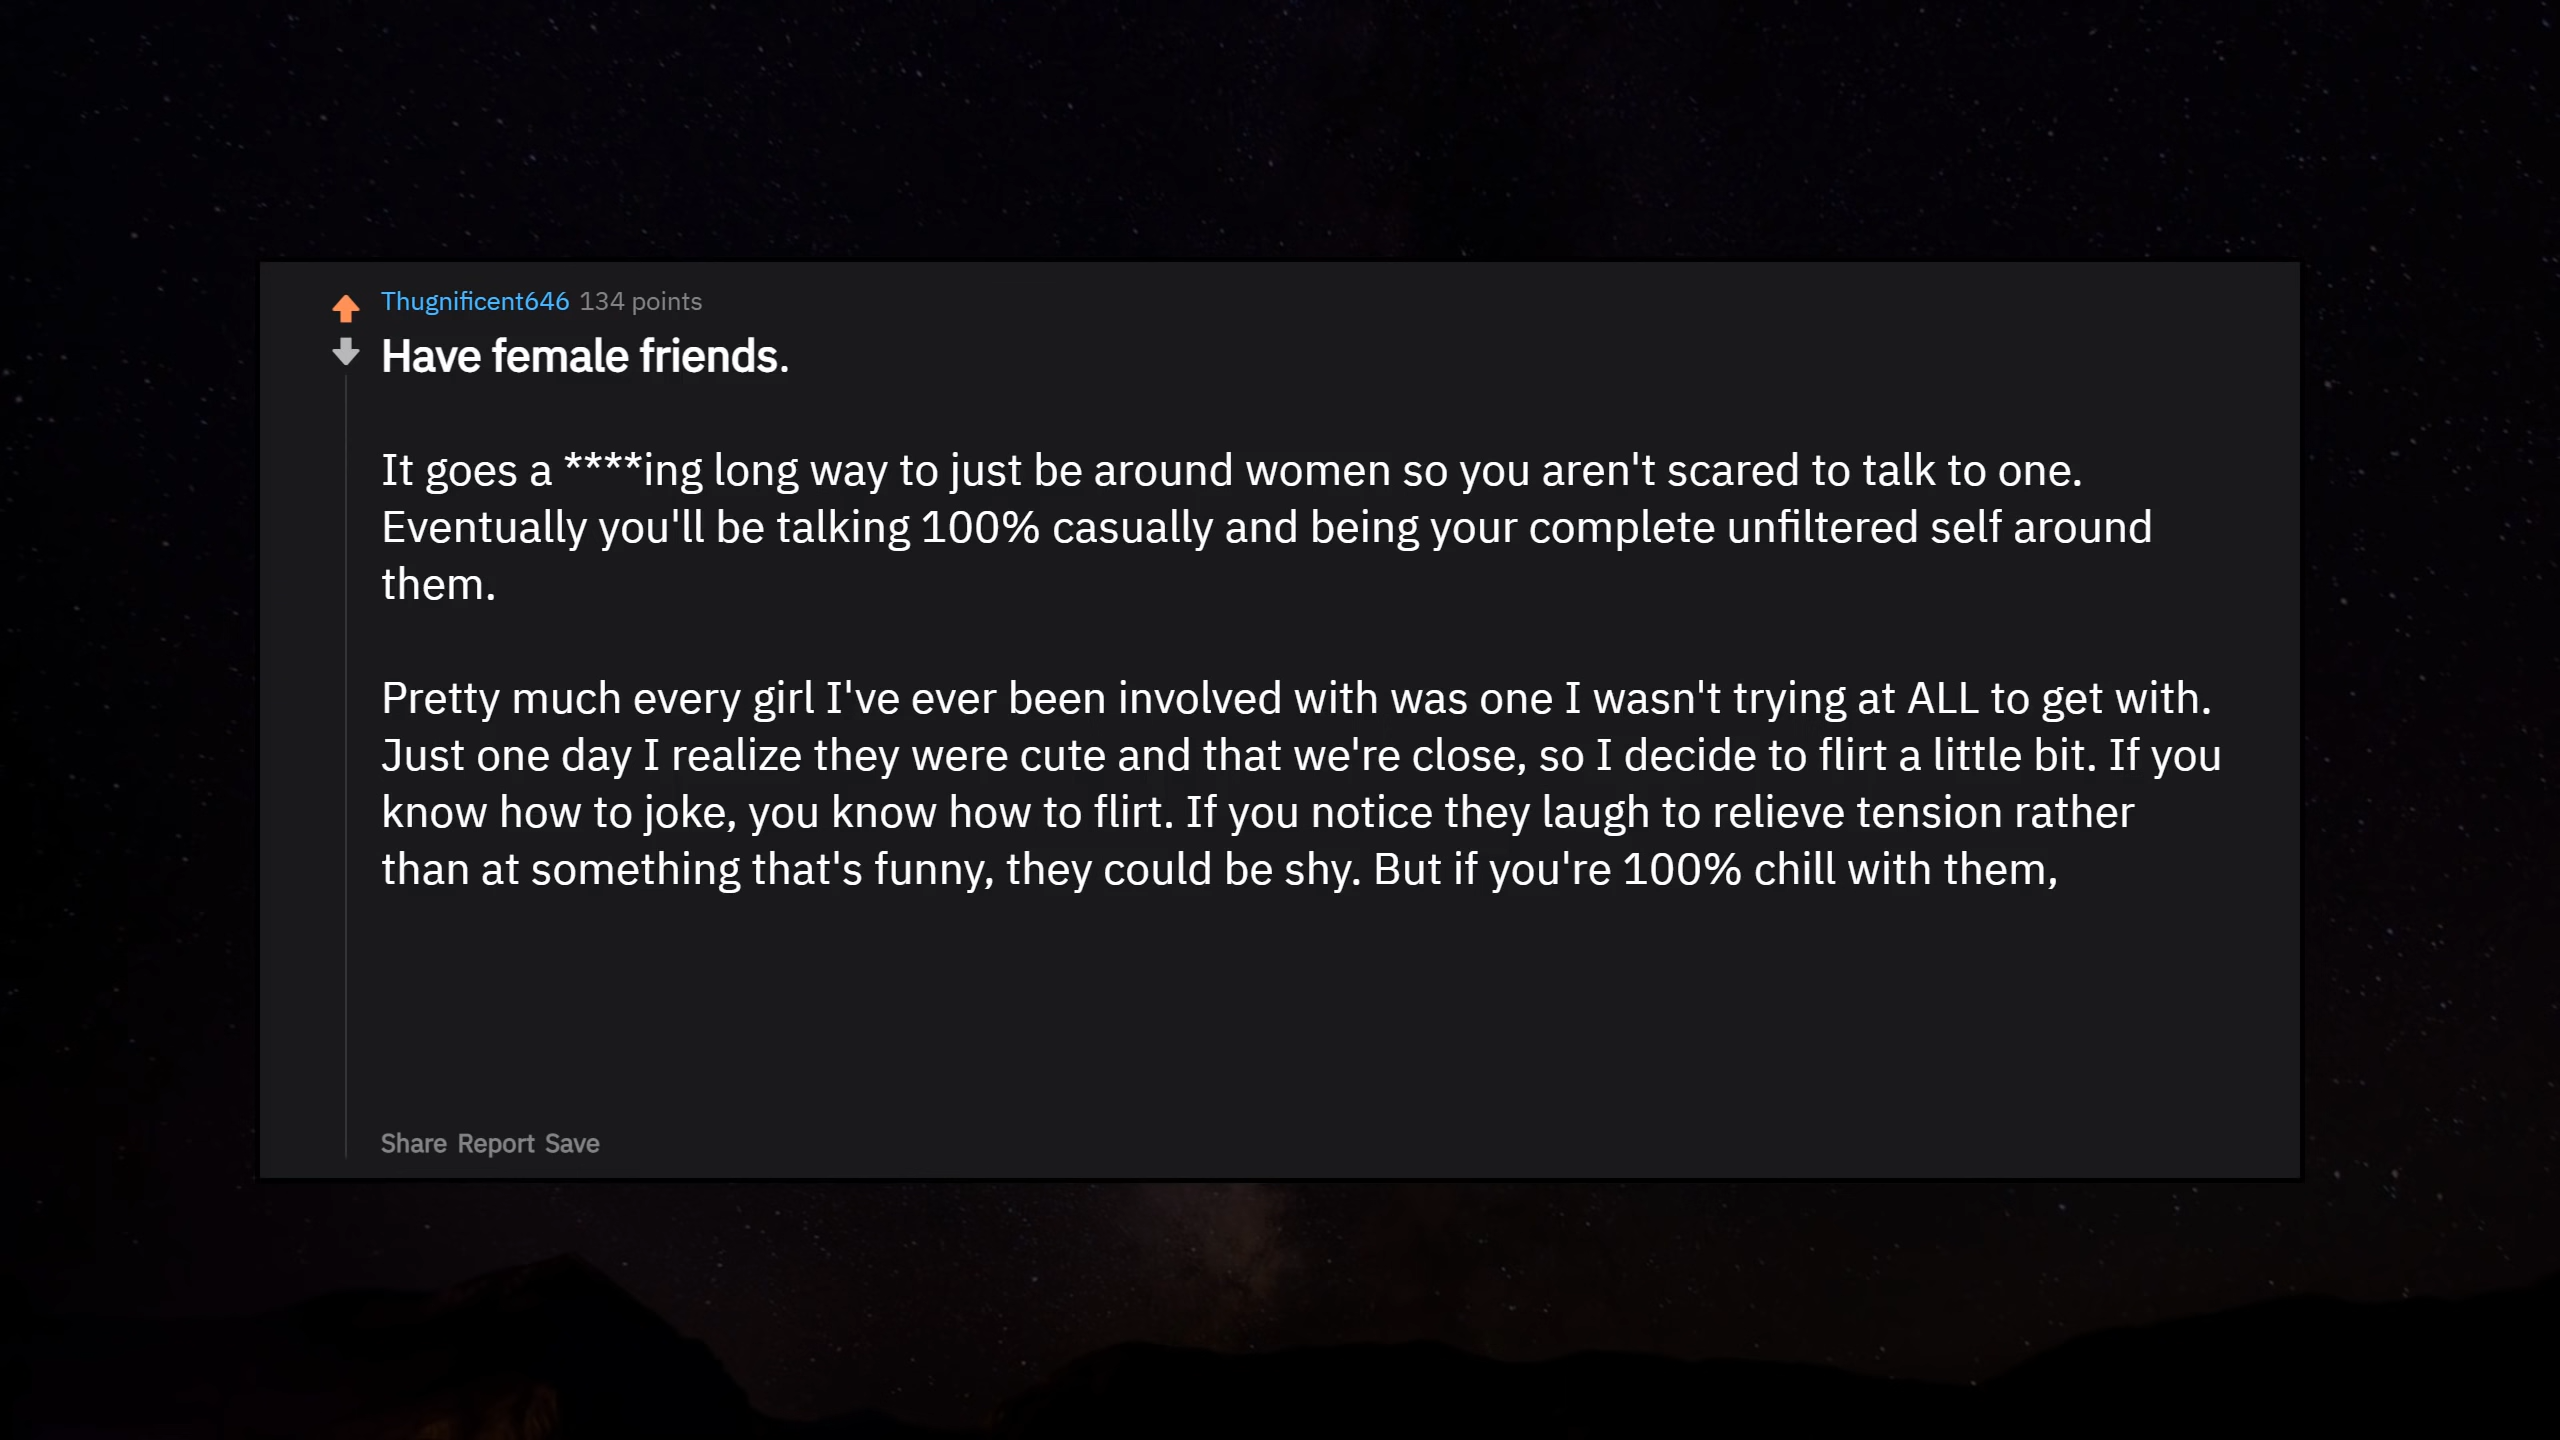 Thugnificent646 134 points
Have female friends.
It goes a ****ing long way to just be around women so you aren't scared to talk to one.
Eventually you'll be talking 100% casually and being your complete unfiltered self around
them.
Pretty much every girl I've ever been involved with was one I wasn't trying at ALL to get with.
Just one day I realize they were cute and that we're close, so I decide to flirt a little bit. If you
know how to joke, you know how to flirt. If you notice they laugh to relieve tension rather
than at something that's funny, they could be shy. But if you're 100% chill with them,
Share Report Save